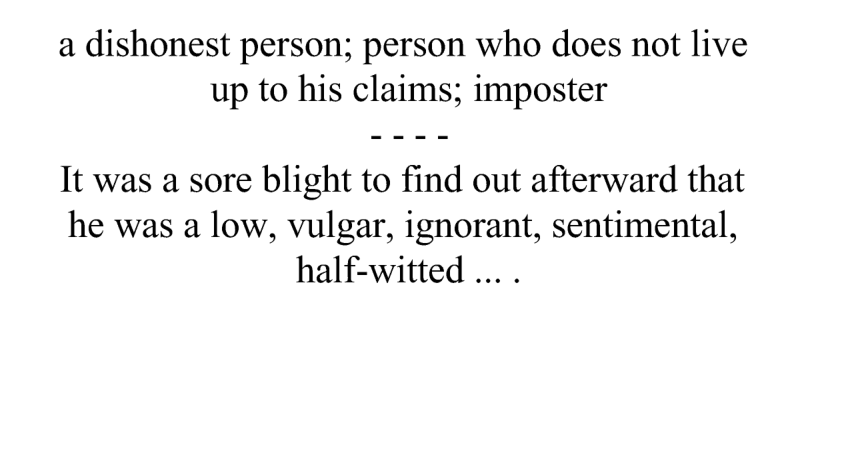 a dishonest person; person who does not live
up to his claims; imposter
- - - -
It was a sore blight to find out afterward that
he was a low, vulgar, ignorant, sentimental,
half-witted ... .